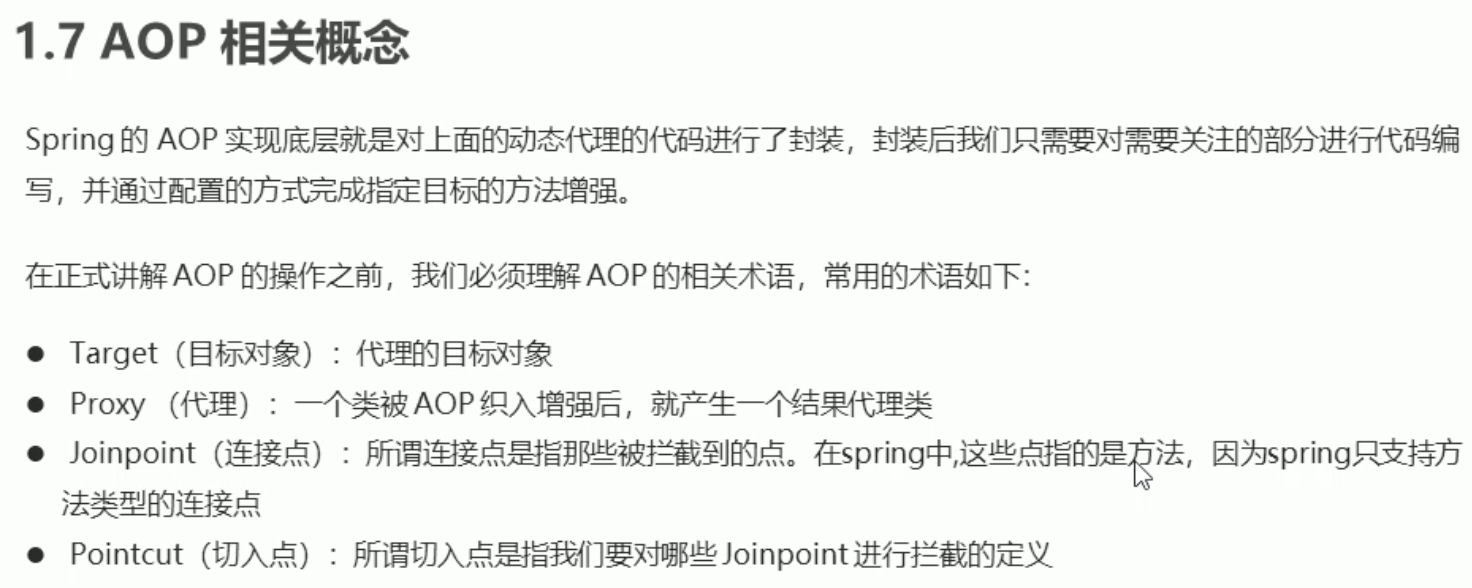 1.7 AOP 相关概念
Spring 的 AOP 实现底层就是对上面的动态代理的代码进行了封装，封装后我们只需要对需要关注的部分进行代码编
写，并通过配置的方式完成指定目标的方法增强。
在正式讲解 AOP 的操作之前，我们必须理解 AOP 的相关术语，常用的术语如下：
● Target（目标对象）：代理的目标对象
● Proxy （代理）：一个类被 AOP 织入增强后，就产生一个结果代理类
● Joinpoint（连接点）：所谓连接点是指那些被拦截到的点。在spring中,这些点指的是方法，因为spring只支持方
法类型的连接点
● Pointcut（切入点）：所谓切入点是指我们要对哪些 Joinpoint 进行拦截的定义